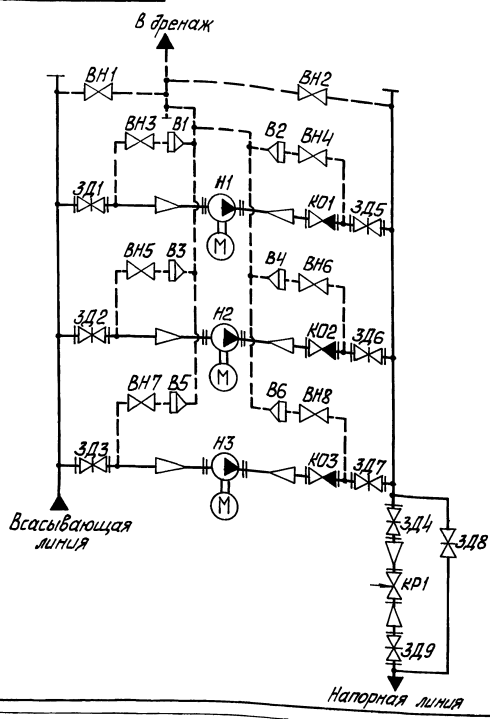 В дренаж
ВН1
ВН2
ВН3
В1
В2
ВН4
ЗД1
Н1
КО1
ЗД5
М
ВН5
В3
В4
ВН6
ЗД2
Н2
КО2
ЗД6
М
ВН7
В5
В6
ВН8
ЗД3
Н3
КО3
ЗД7
М
Всасывающая
линия
ЗД4
ЗД8
КР1
ЗД9
Напорная линия